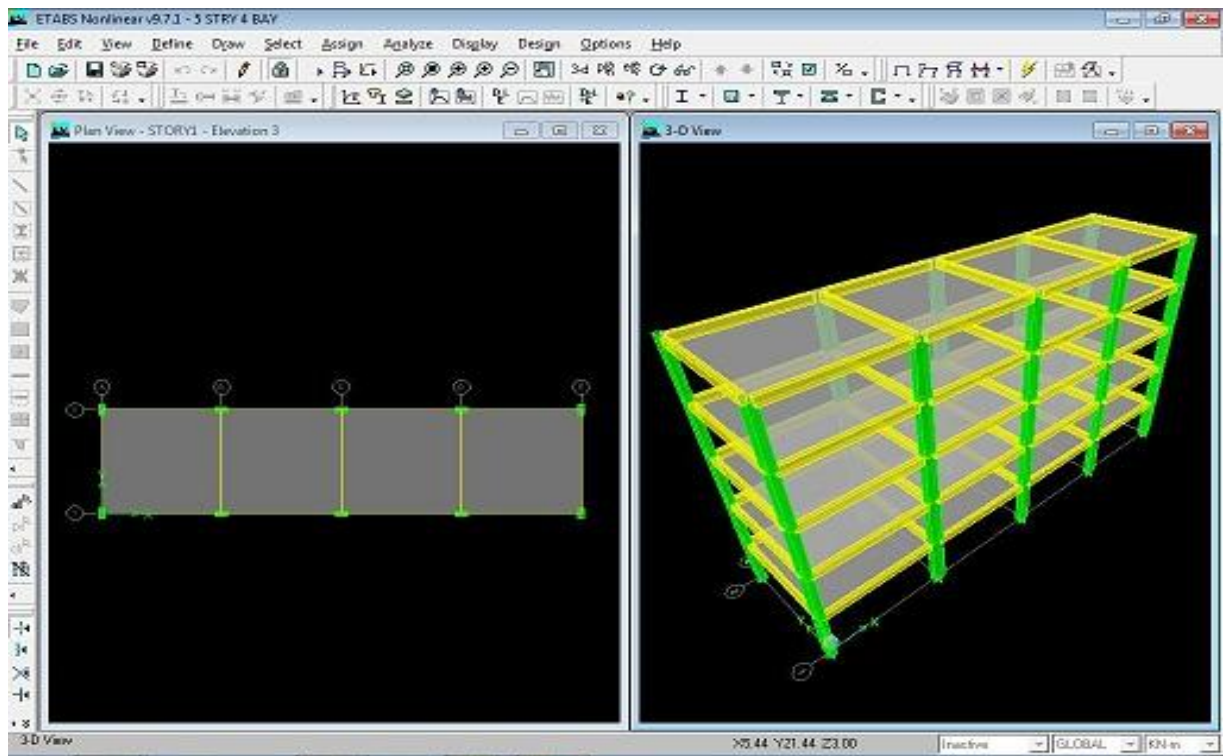 ETABS Nonlinear v9.7.1 - 5 STRY 4 BAY
File Edit View Define Draw Select Assign Analyze Display Design Options Help
3-d
Plan View - STORY1 - Elevation 3
3-D View
X
X
3-D View
X5.44 Y21.44 Z3.00
Inactive
GLOBAL
KN-m